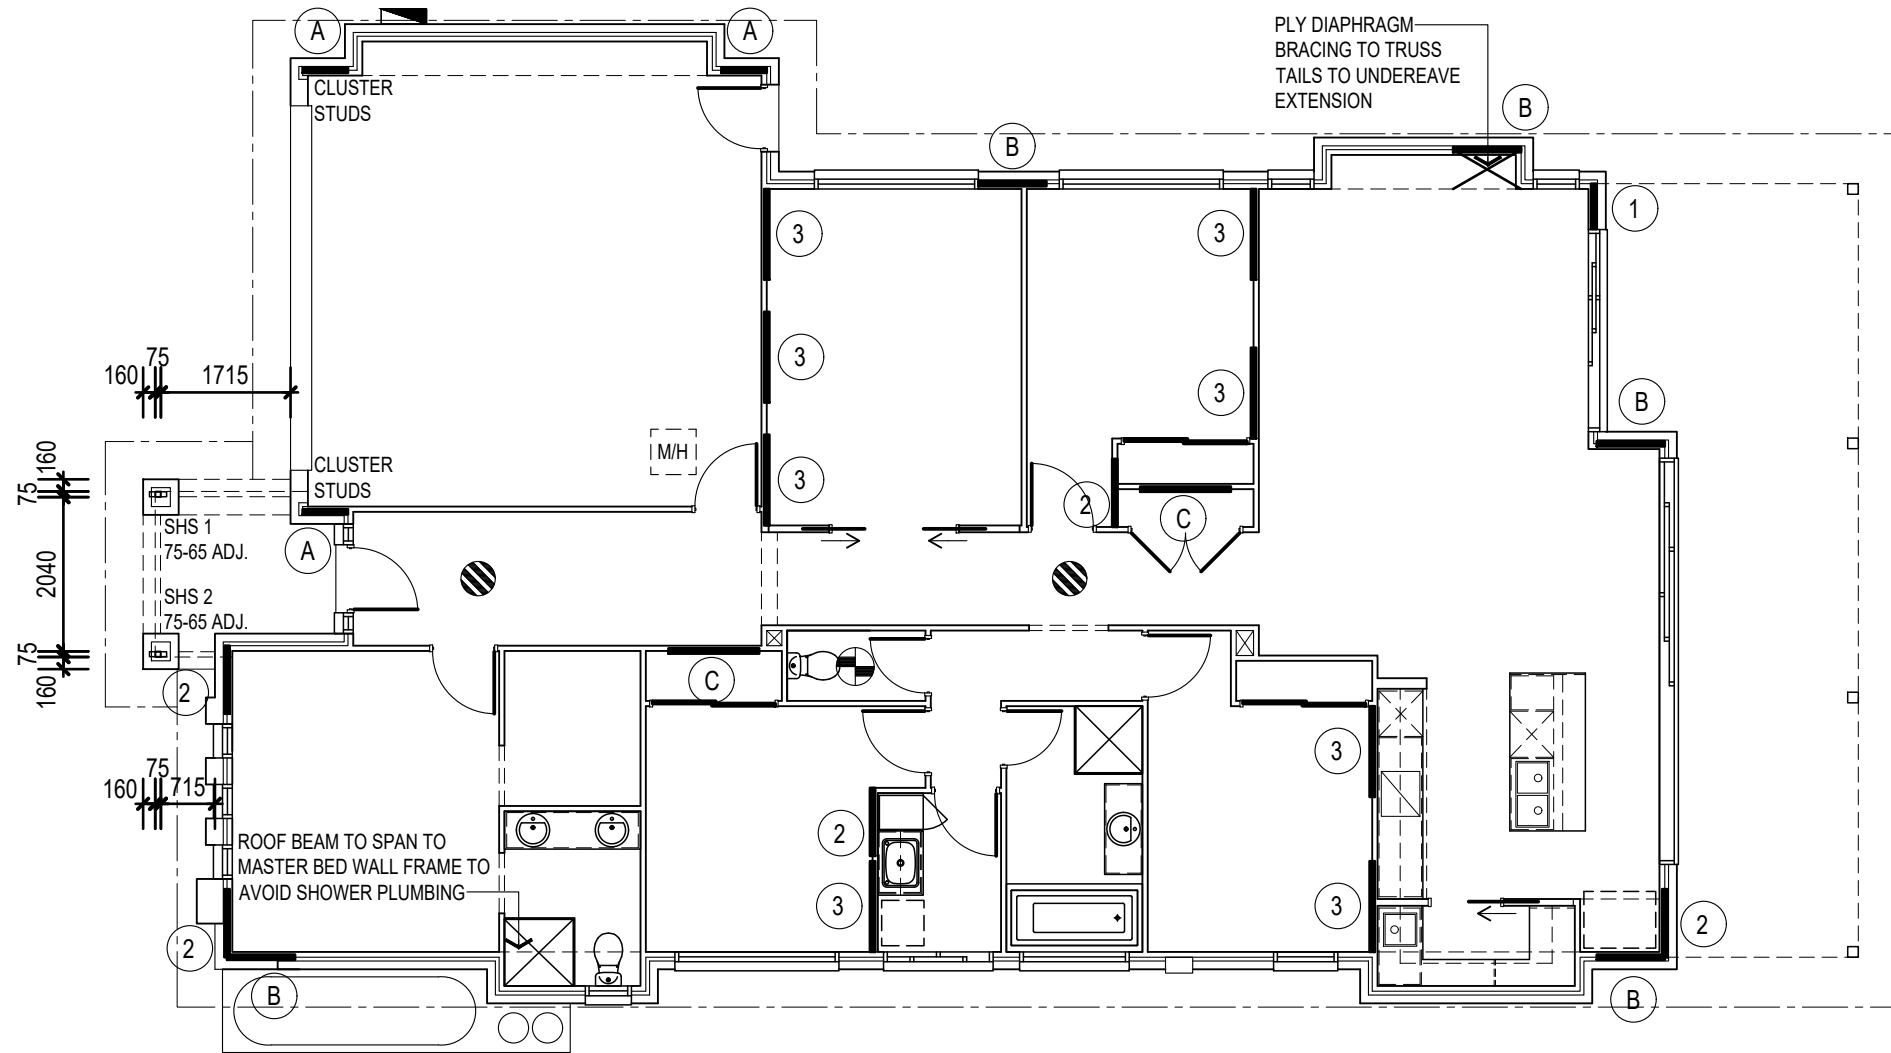 A
A
PLY DIAPHRAGM
BRACING TO TRUSS
TAILS TO UNDEREAVE
EXTENSION
CLUSTER
STUDS
B
B
3
3
1
75
160
1715
3
3
B
M/H
CLUSTER
STUDS
3
2
C
160
75
2040
75
160
SHS 1
75-65 ADJ.
A
SHS 2
75-65 ADJ.
2
C
75
160
715
3
ROOF BEAM TO SPAN TO
MASTER BED WALL FRAME TO
AVOID SHOWER PLUMBING
2
3
3
2
2
B
B